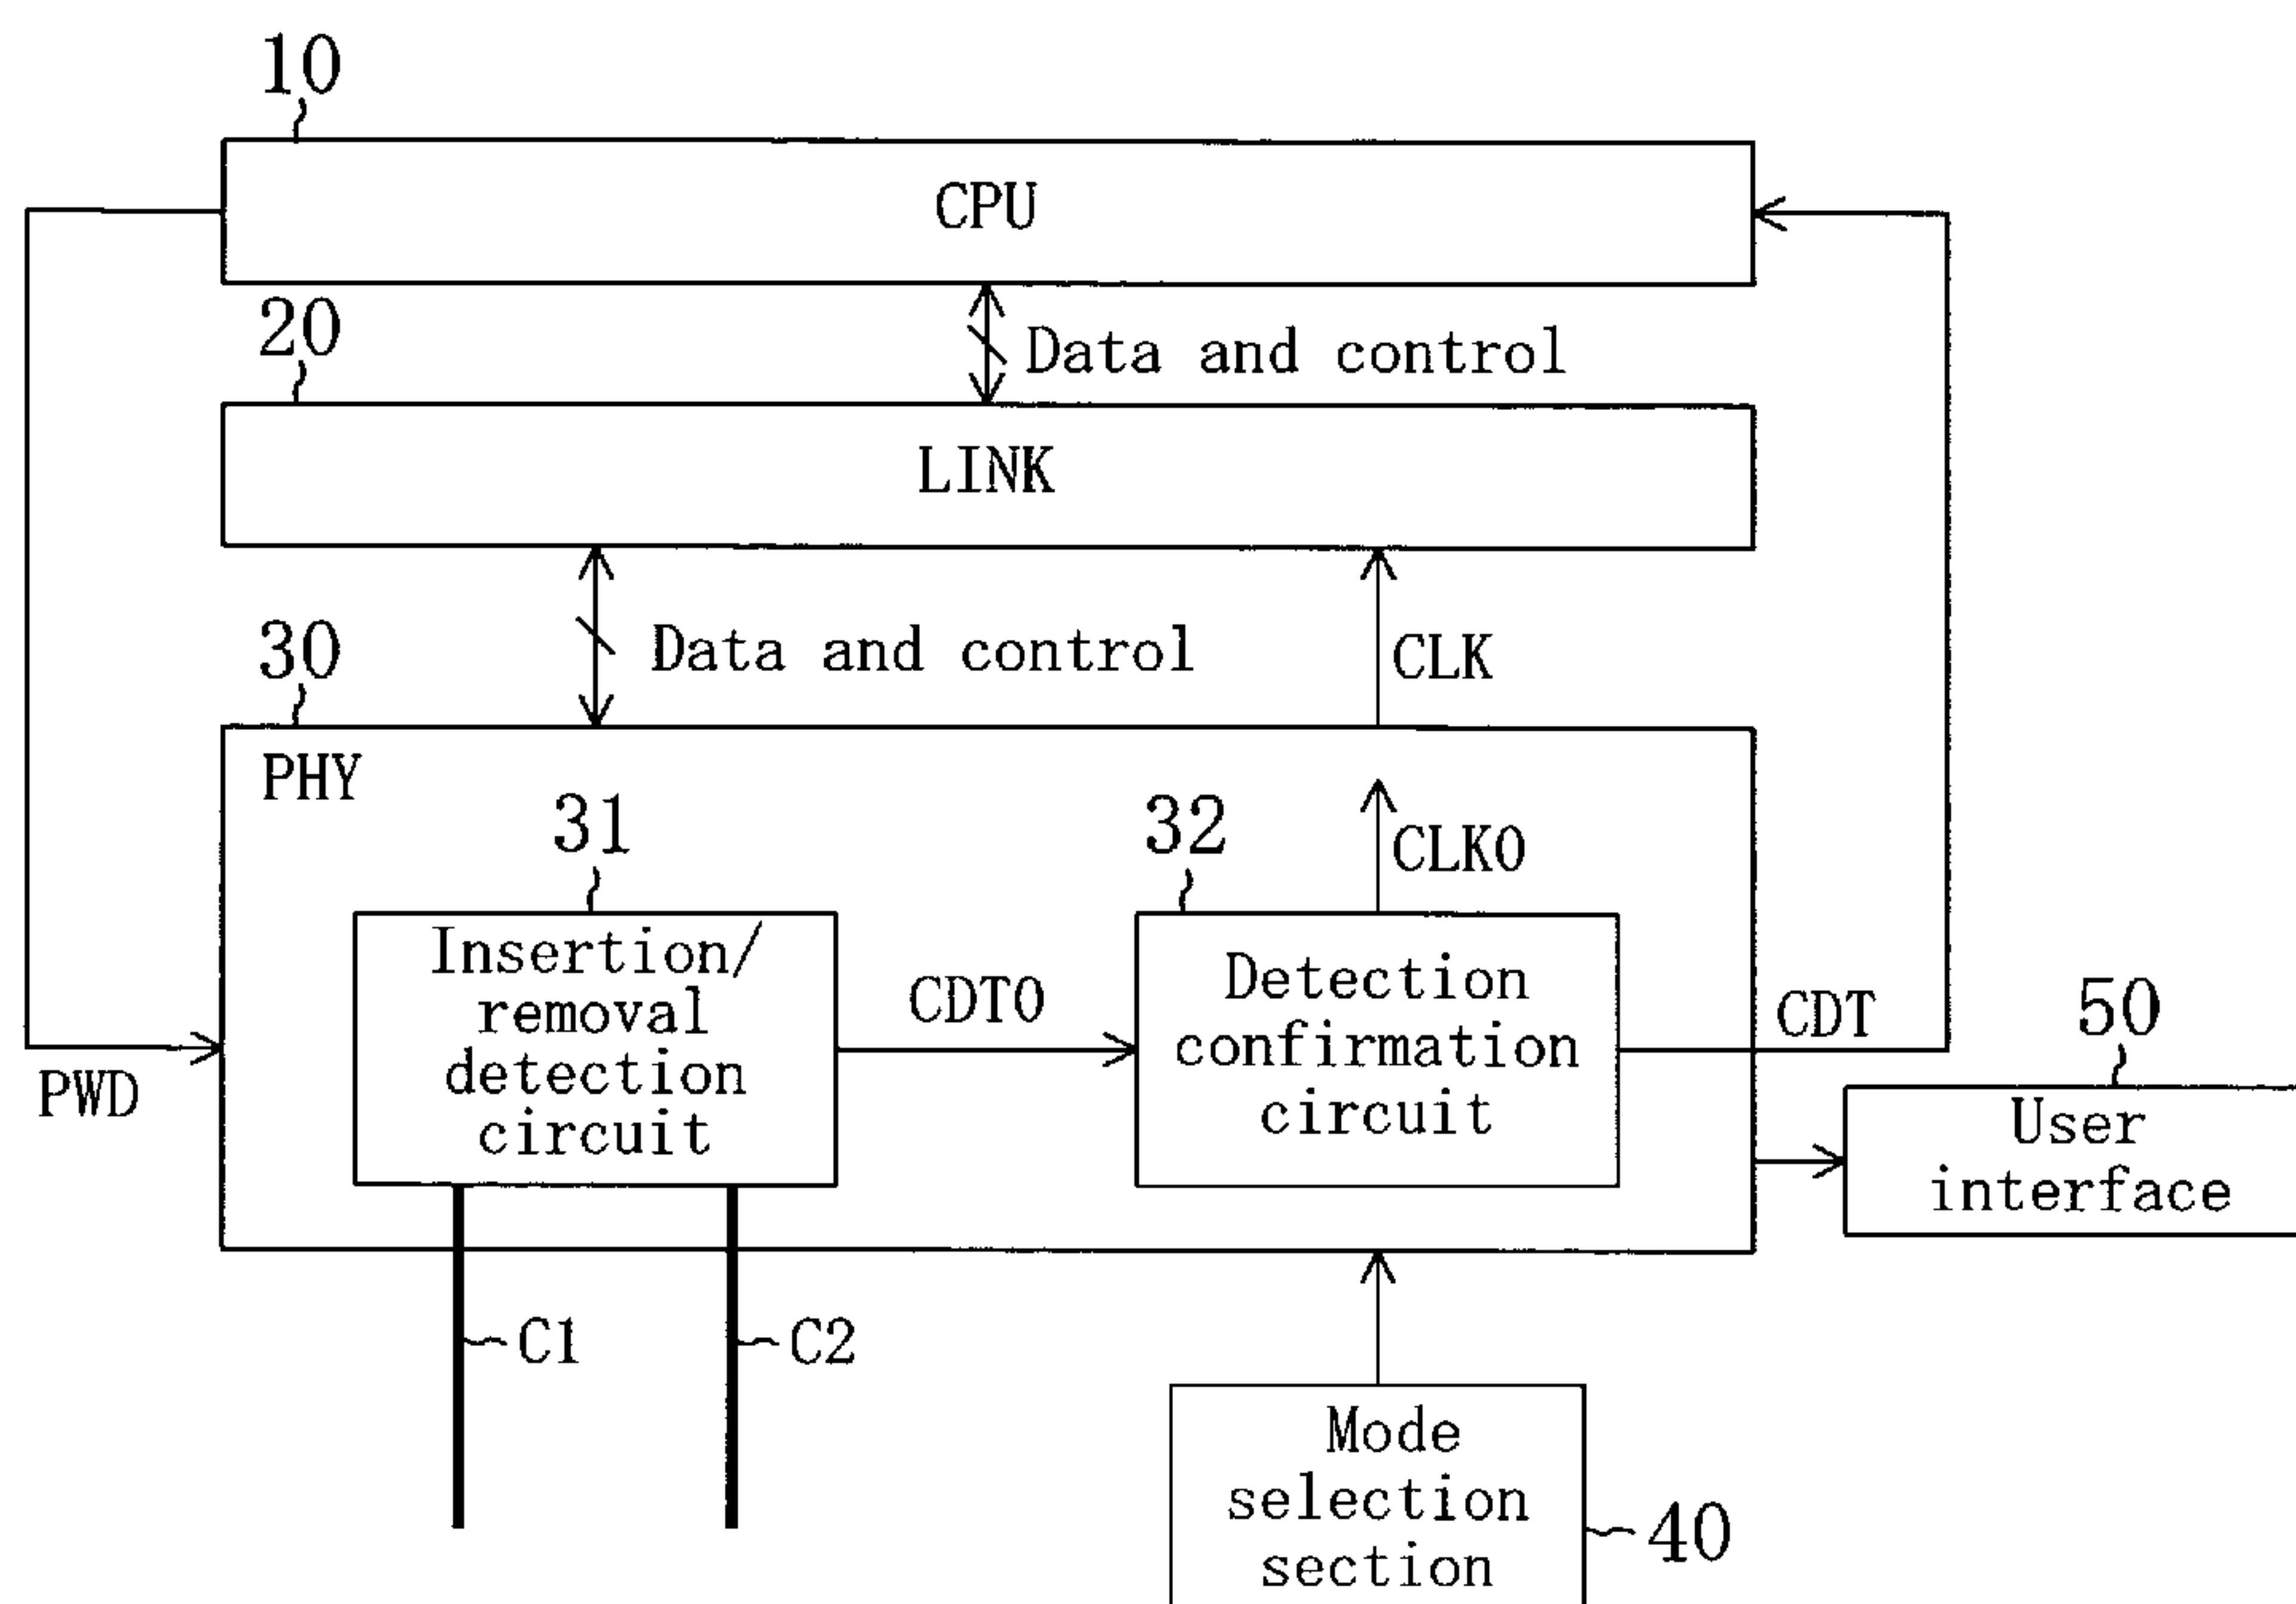 10
CPU
20
Data and control
LINK
30
Data and control
CLK
PHY
31
32
CLK0
Insertion/
removal
detection
circuit
CDT0
Detection
confirmation
circuit
CDT
50
PWD
User
interface
C1
C2
Mode
selection
section
40